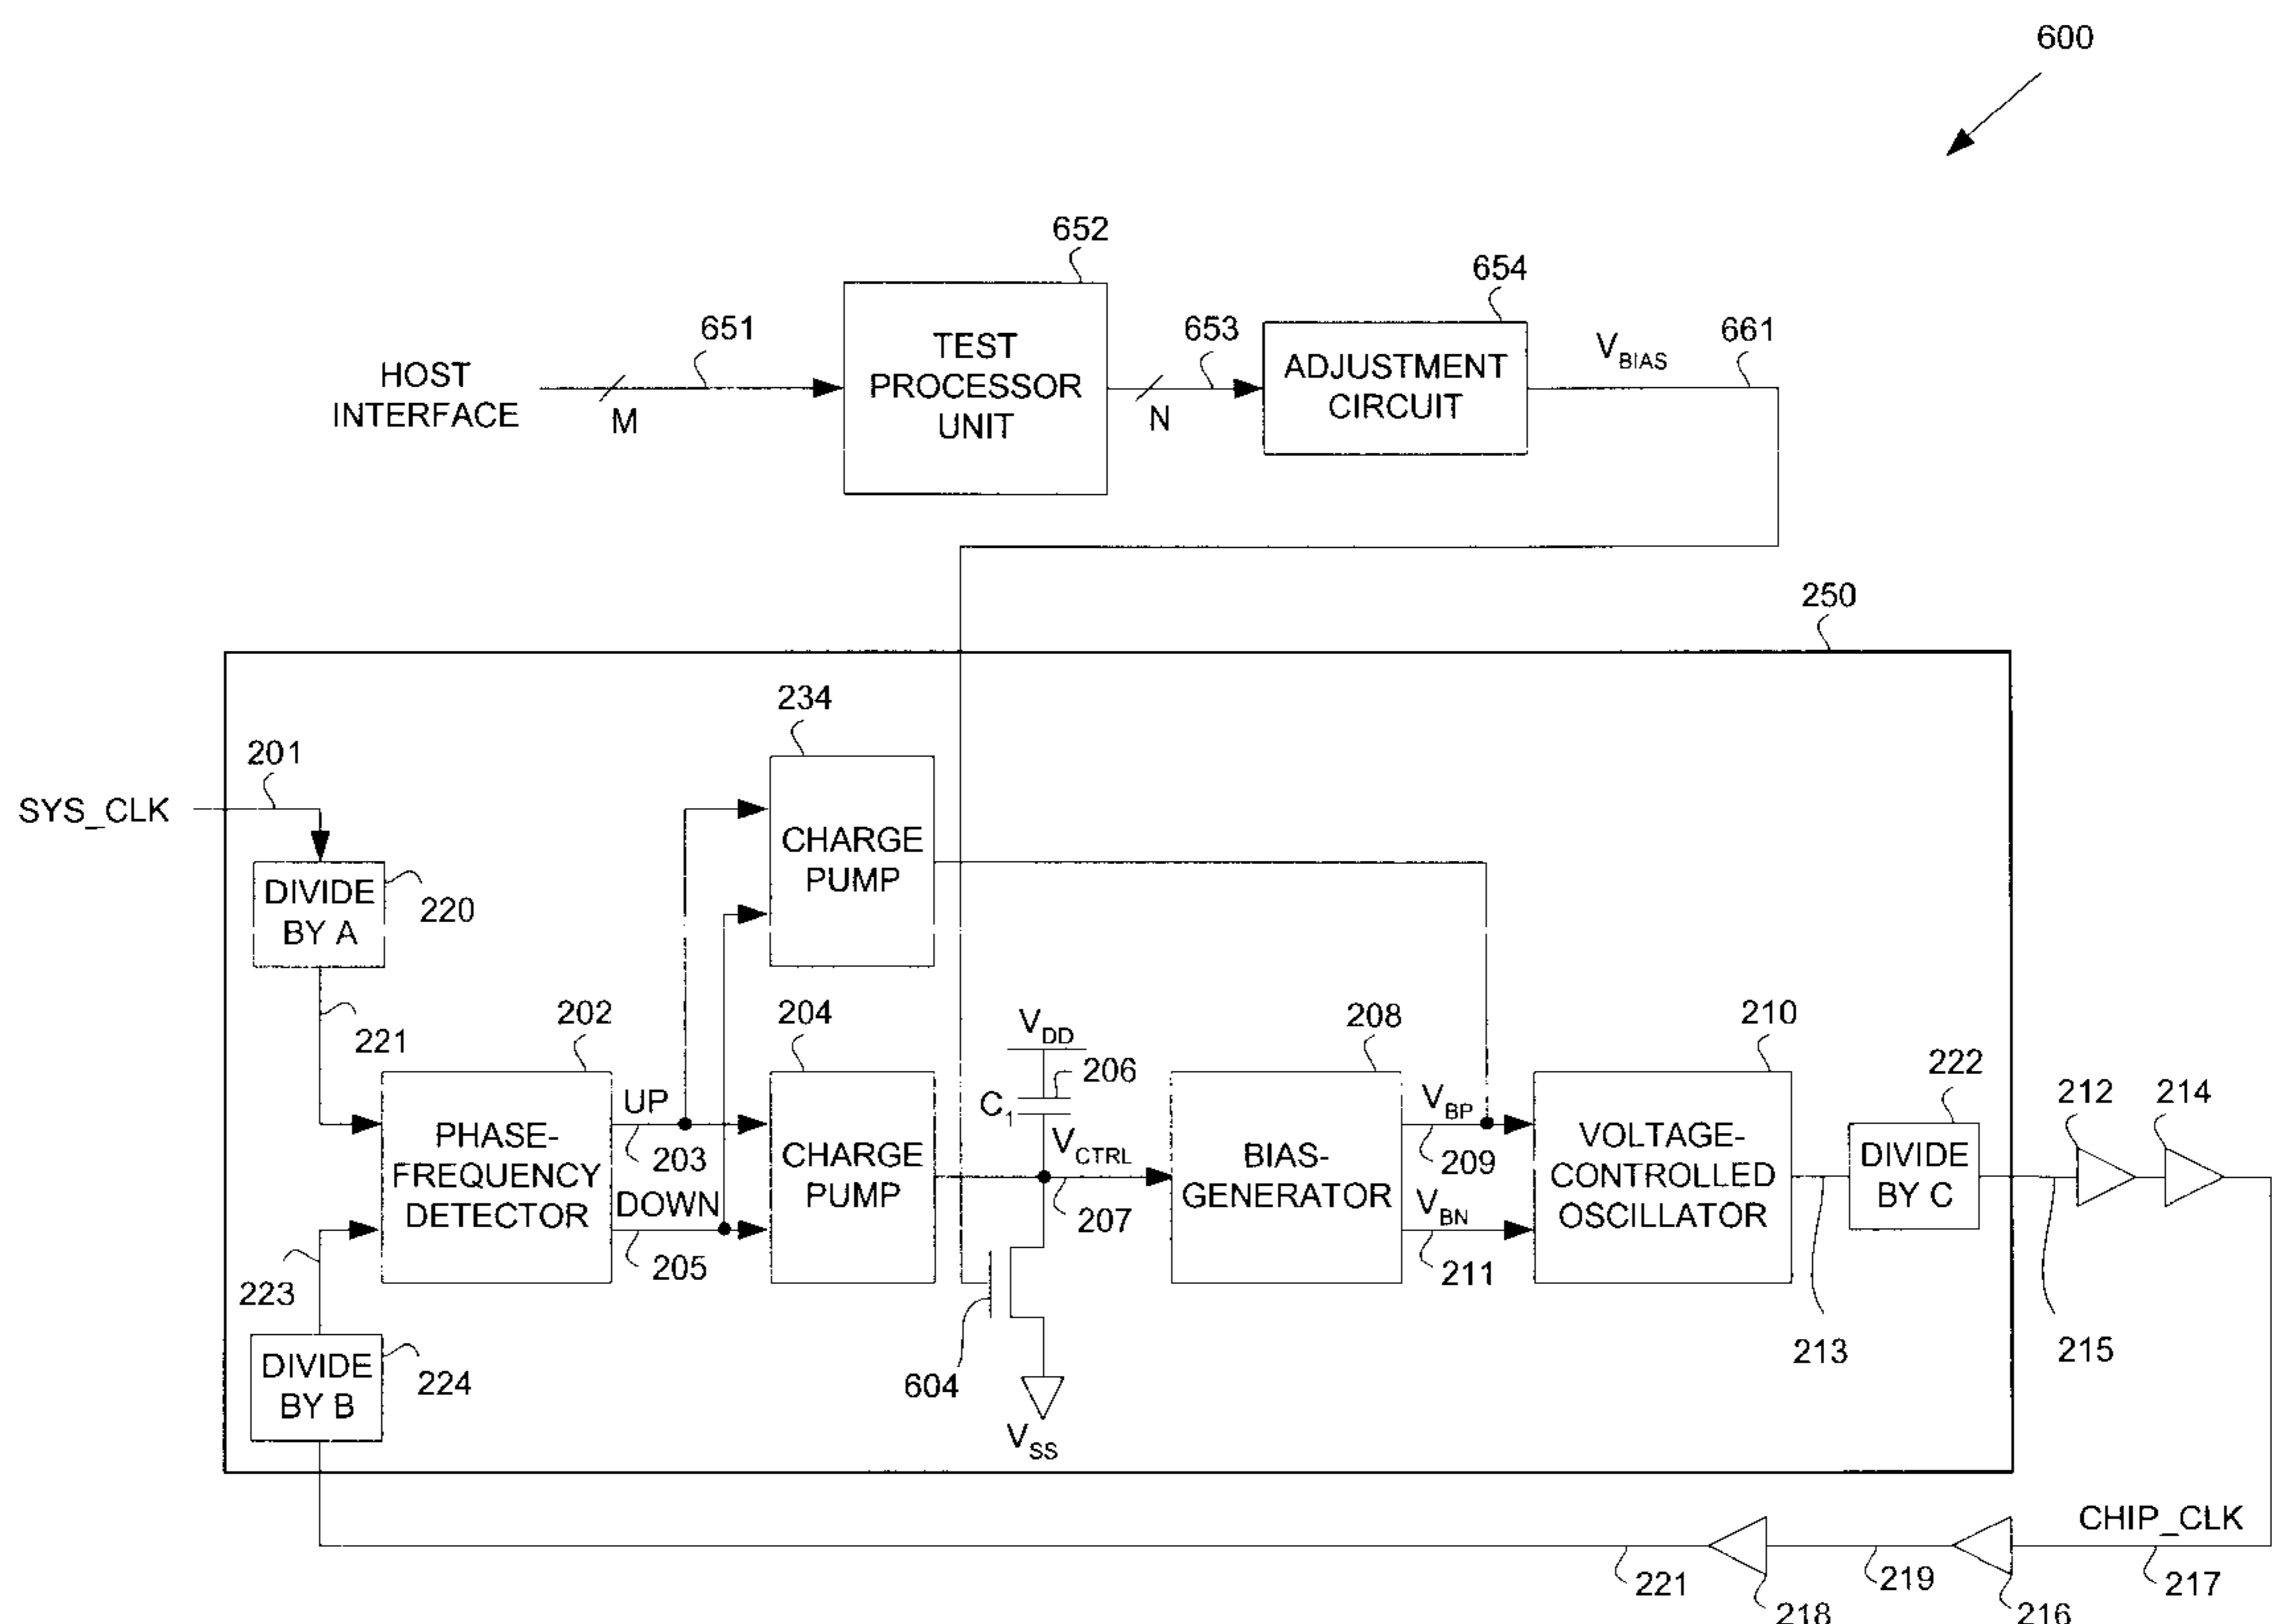 600
652
654
651
653
V_BIAS
661
HOST
INTERFACE
M
TEST
PROCESSOR
UNIT
N
ADJUSTMENT
CIRCUIT
250
234
201
SYS_CLK
CHARGE
PUMP
DIVIDE
BY A
220
221
202
204
V_DD
206
C_1
208
210
222
212
214
UP
203
V_CTRL
207
V_BP
209
PHASE-
FREQUENCY
DETECTOR
CHARGE
PUMP
BIAS-
GENERATOR
VOLTAGE-
CONTROLLED
OSCILLATOR
DIVIDE
BY C
DOWN
205
V_BN
211
223
213
215
DIVIDE
BY B
224
604
V_SS
CHIP_CLK
221
218
219
216
217